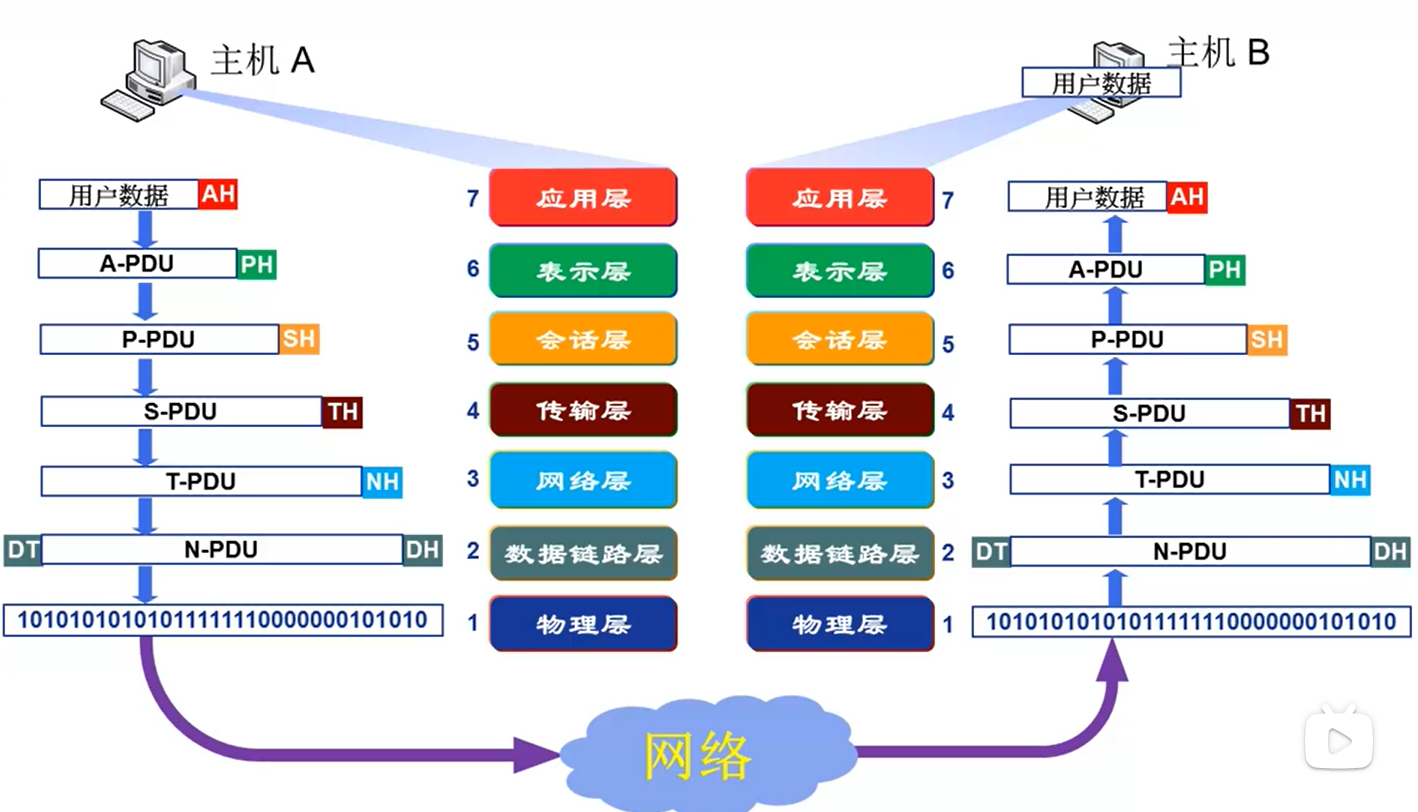 主机 A
主机 B
用户数据
用户数据 AH 7 应用层 应用层 7 用户数据 AH
A-PDU PH 6 表示层 表示层 6 A-PDU PH
P-PDU SH 5 会话层 会话层 5 P-PDU SH
S-PDU TH 4 传输层 传输层 4 S-PDU TH
T-PDU NH 3 网络层 网络层 3 T-PDU NH
DT N-PDU DH 2 数据链路层 数据链路层 2 DT N-PDU DH
1010101010101111111000000010101​0 1 物理层 物理层 1 10101010101011111110000000101010
网络